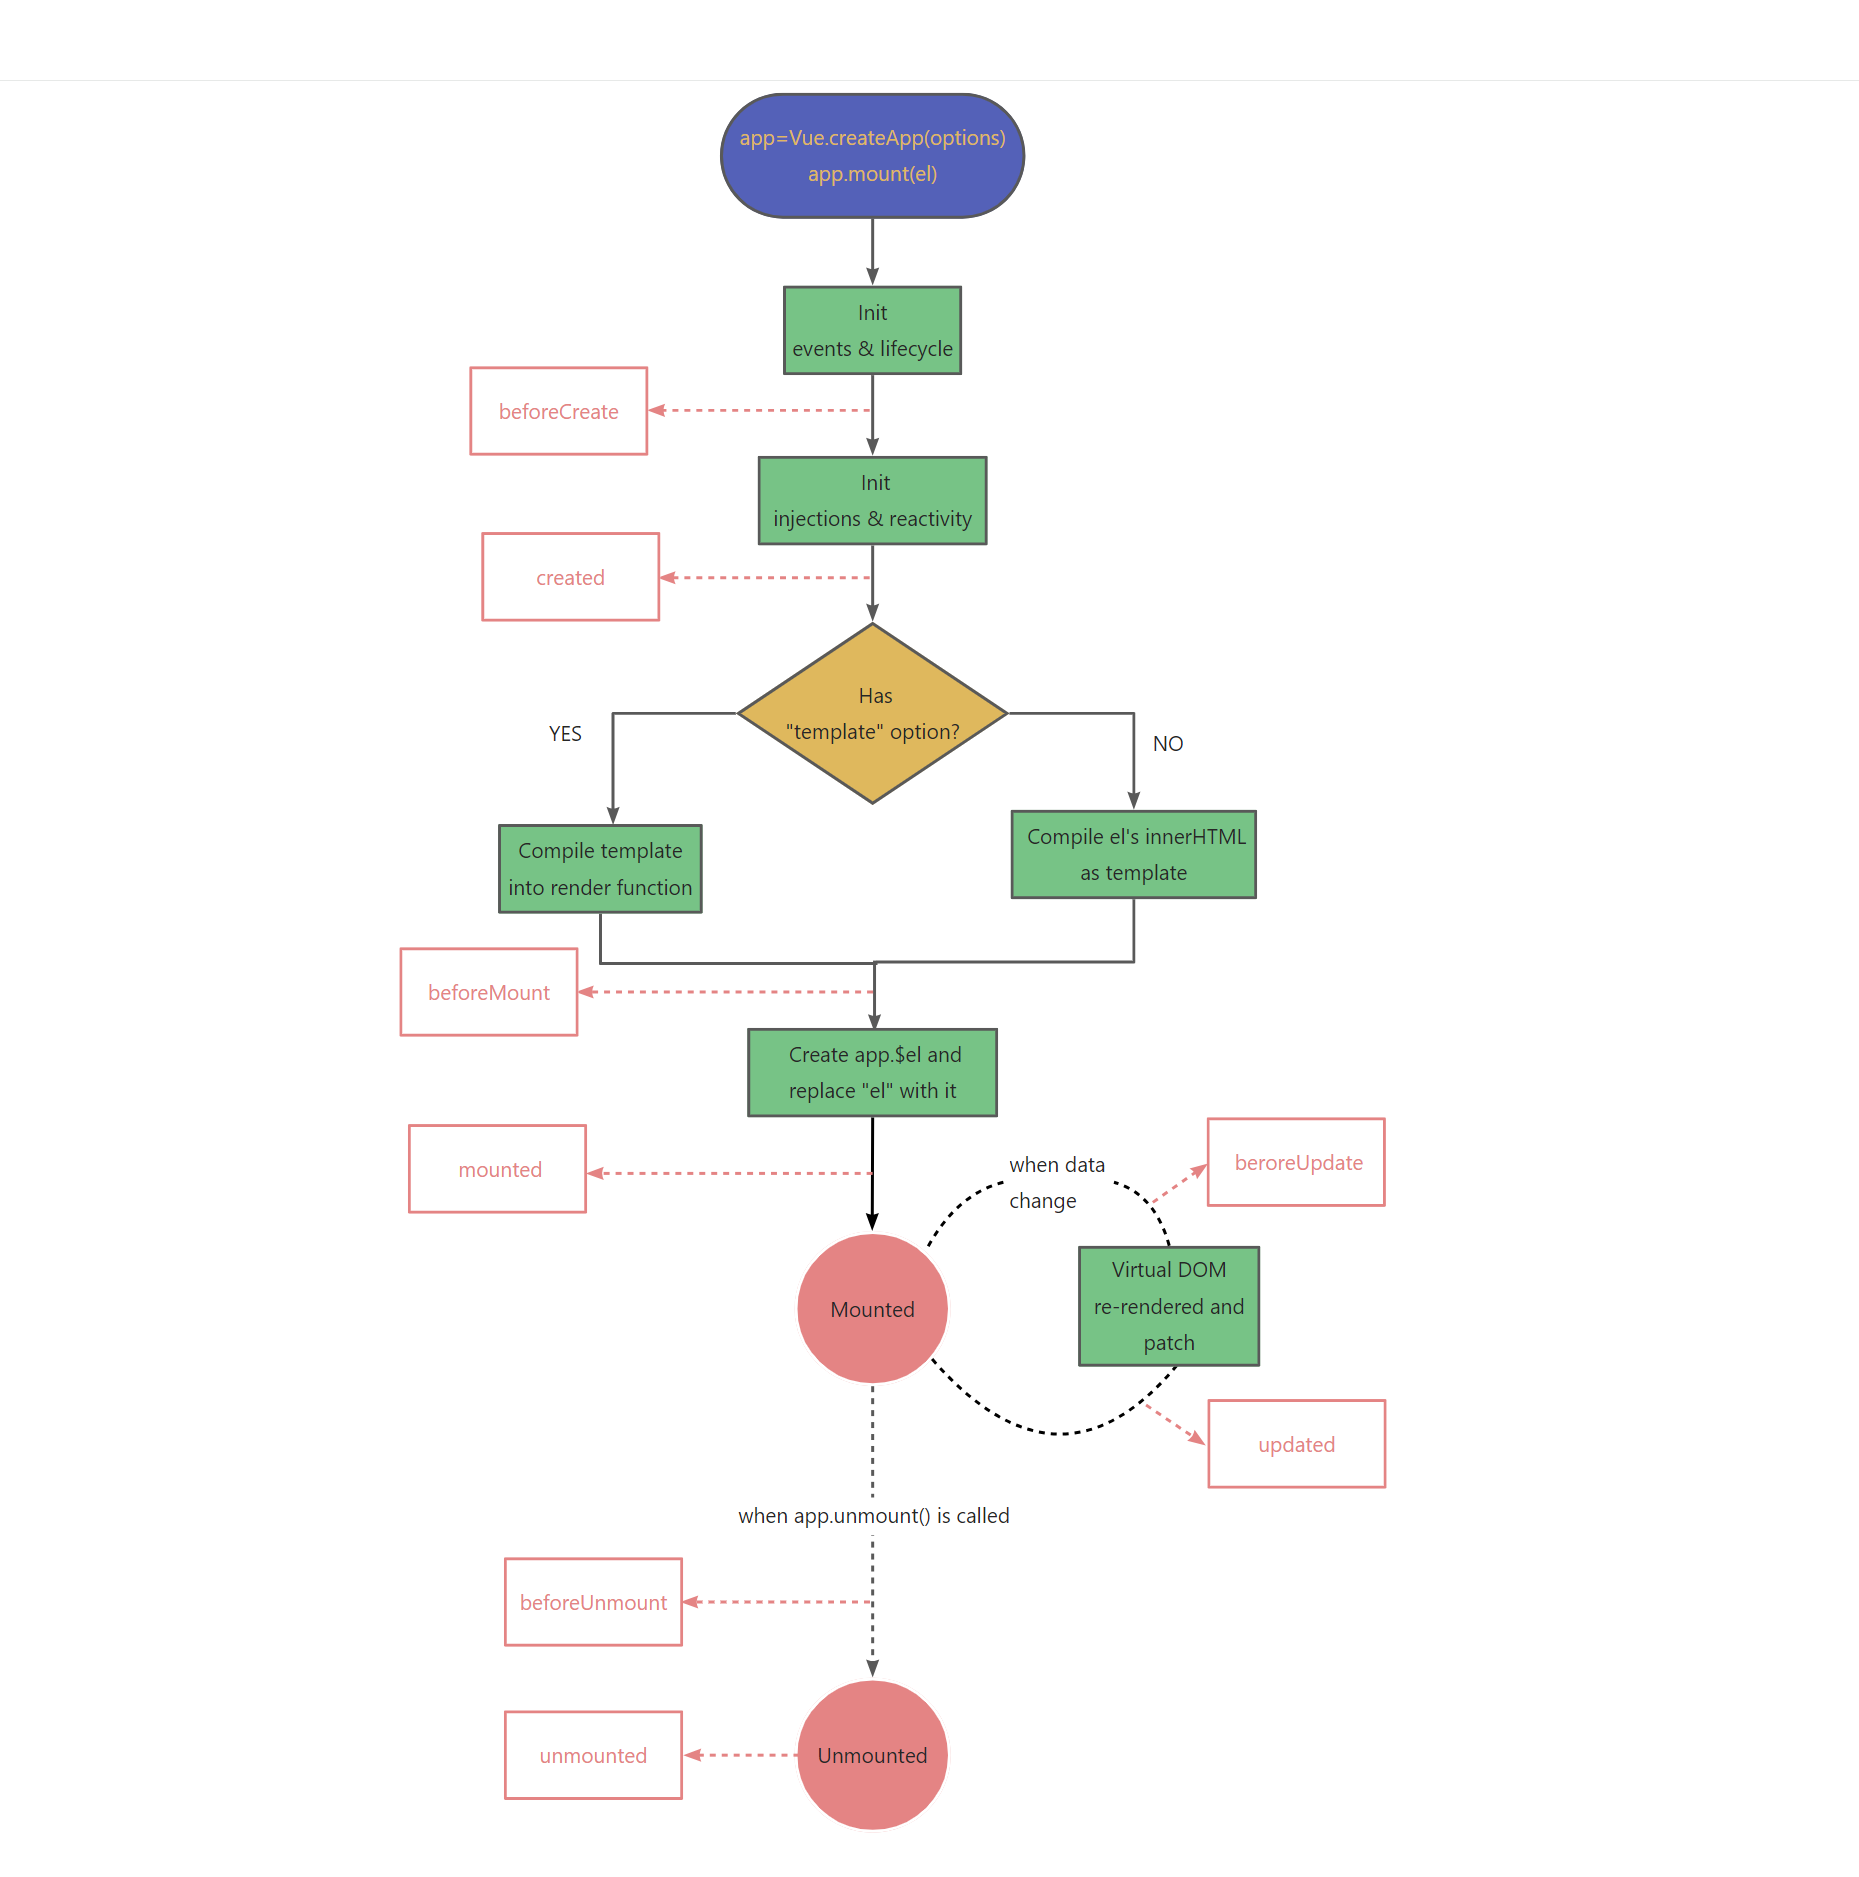 app=Vue.createApp(options)
app.mount(el)
Init
events & lifecycle
beforeCreate
Init
injections & reactivity
created
Has
"template" option?
YES
NO
Compile template
into render function
Compile el's innerHTML
as template
beforeMount
Create app.$el and
replace "el" with it
mounted
when data
change
beroreUpdate
Mounted
Virtual DOM
re-rendered and
patch
updated
when app.unmount() is called
beforeUnmount
unmounted
Unmounted